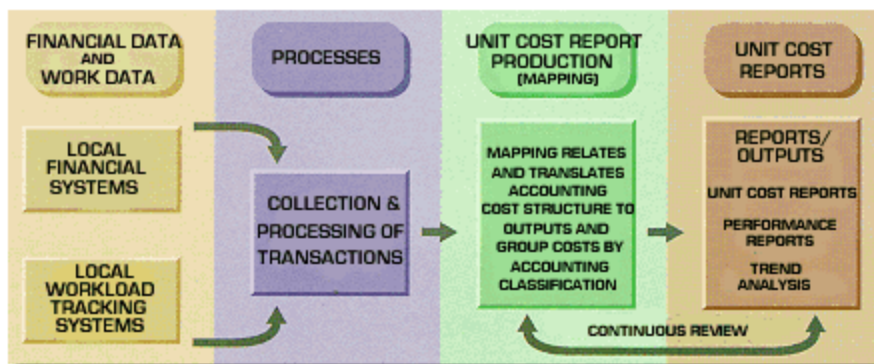 FINANCIAL DATA
AND
WORK DATA
PROCESSES
UNIT COST REPORT
PRODUCTION
(MAPPING)
UNIT COST
REPORTS
LOCAL
FINANCIAL
SYSTEMS
LOCAL
WORKLOAD
TRACKING
SYSTEMS
COLLECTION &
PROCESSING OF
TRANSACTIONS
MAPPING RELATES
AND TRANSLATES
ACCOUNTING
COST STRUCTURE TO
OUTPUTS AND
GROUP COSTS BY
ACCOUNTING
CLASSIFICATION
REPORTS/
OUTPUTS
UNIT COST REPORTS
PERFORMANCE
REPORTS
TREND
ANALYSIS
CONTINUOUS REVIEW